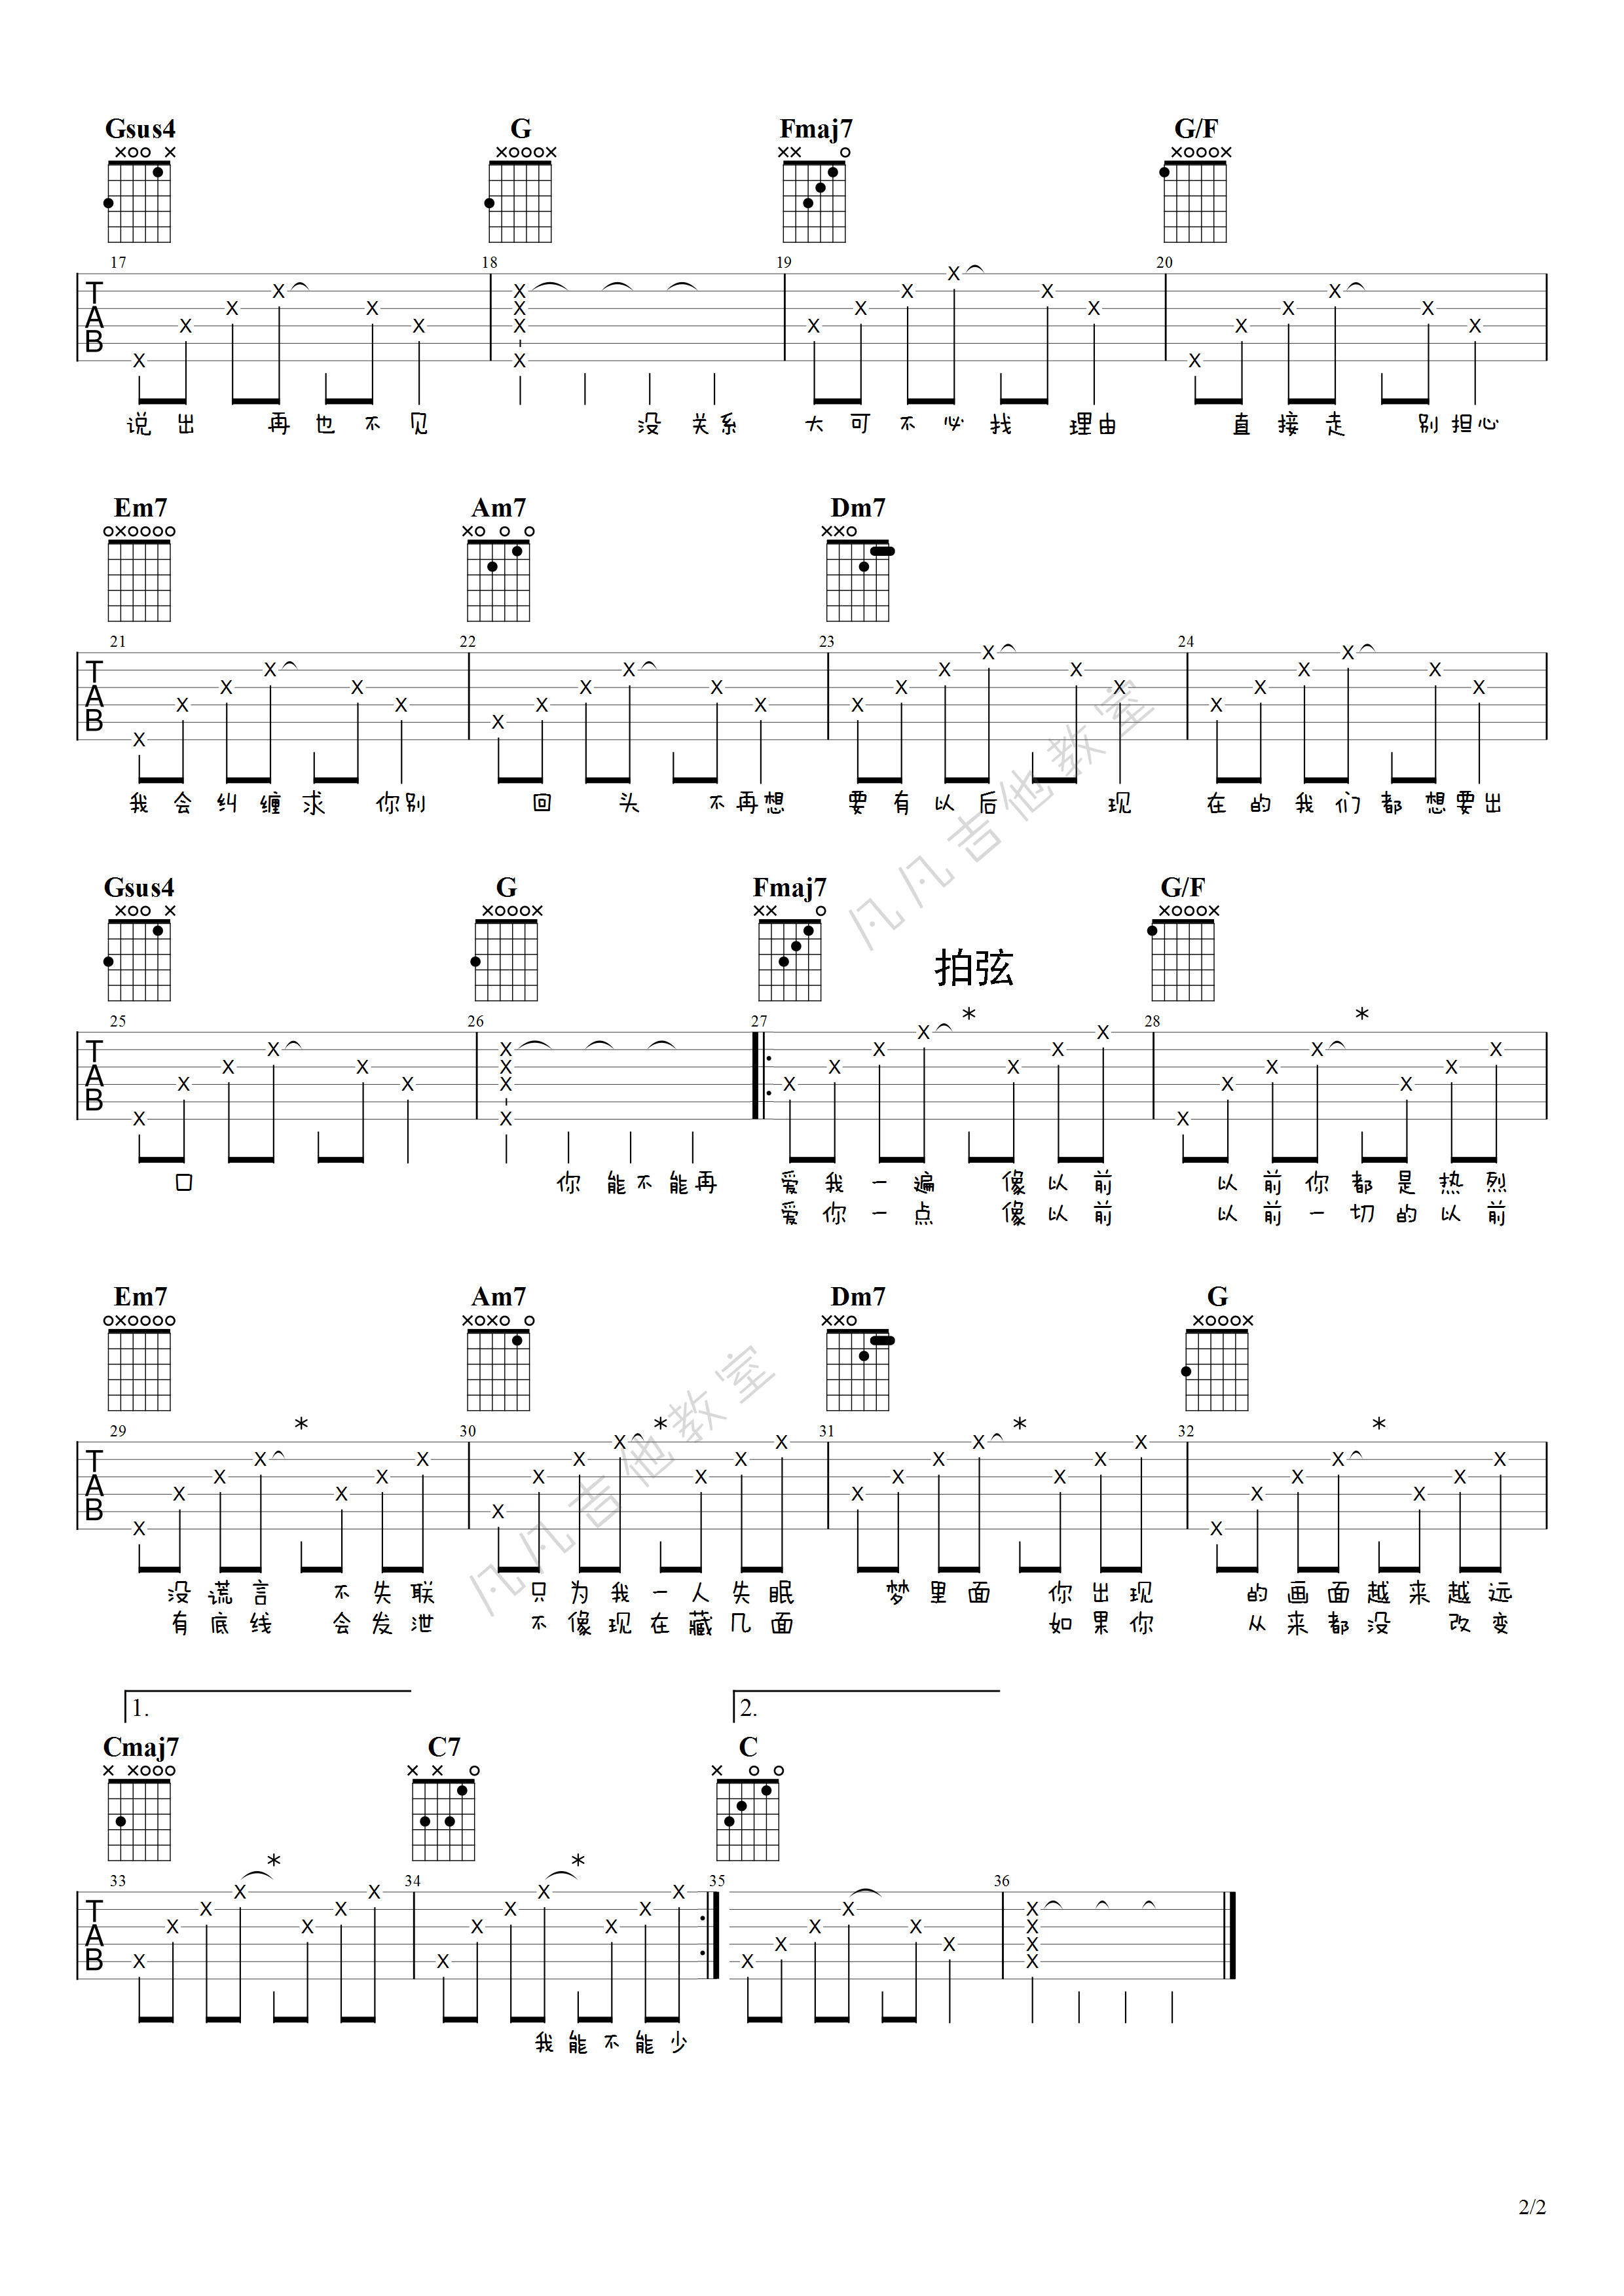 Gsus4 G Fmaj7 G/F
17 18 19 20
T
A
B
说出 再也不见 没关系 大可不必找 理由 直接走 别担心
Em7 Am7 Dm7
21 22 23 24
T
A
B
我会纠缠求 你别 回头 不再想 要有以后 现 在的我们都想要出
Gsus4 G Fmaj7 G/F
拍弦
25 26 27 28
T
A
B
口 你能不能再 爱我一遍 像以前 以前你都是热烈
爱你一点 像以前 以前一切的以前
Em7 Am7 Dm7 G
29 30 31 32
T
A
B
没谎言 不失联 只为我一人失眠 梦里面 你出现 的画面越来越远
有底线 会发泄 不像现在藏几面 如果你 从来都没 改变
1. 2.
Cmaj7 C7 C
33 34 35 36
T
A
B
我能不能少
凡凡吉他教室
凡凡吉他教室
2/2